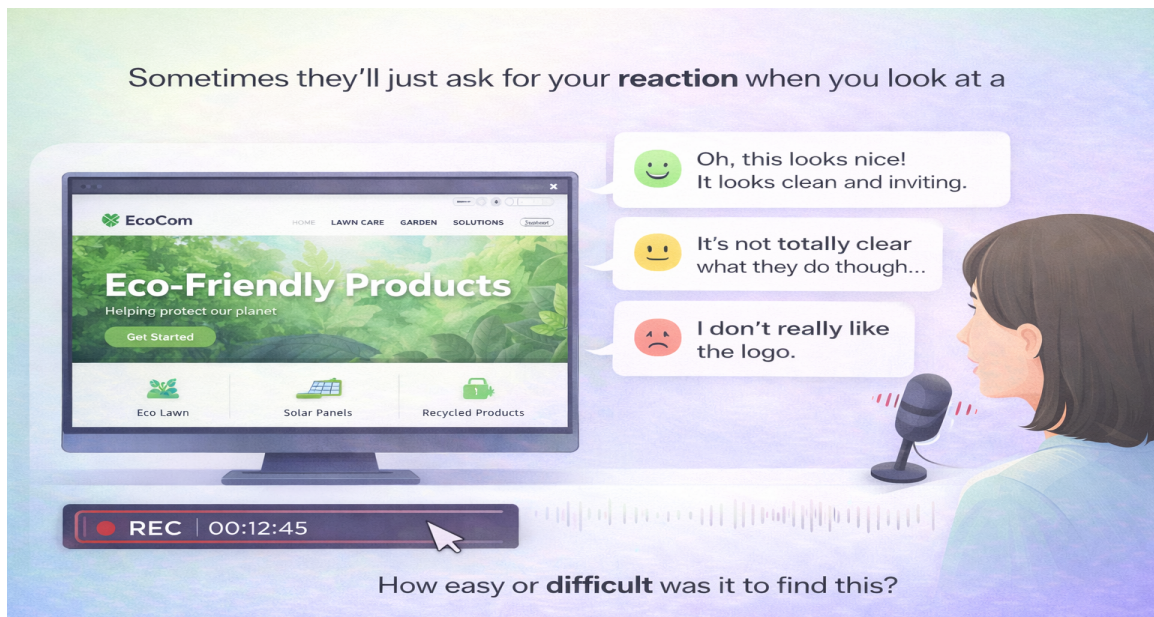 Sometimes they'll just ask for your reaction when you look at a
Oh, this looks nice!
It looks clean and inviting.
EcoCom
HOME LAWN CARE GARDEN SOLUTIONS
It's not totally clear
what they do though...
Eco-Friendly Products
Helping protect our planet
Get Started
I don't really like
the logo.
Eco Lawn Solar Panels Recycled Products
REC 00:12:45
How easy or difficult was it to find this?